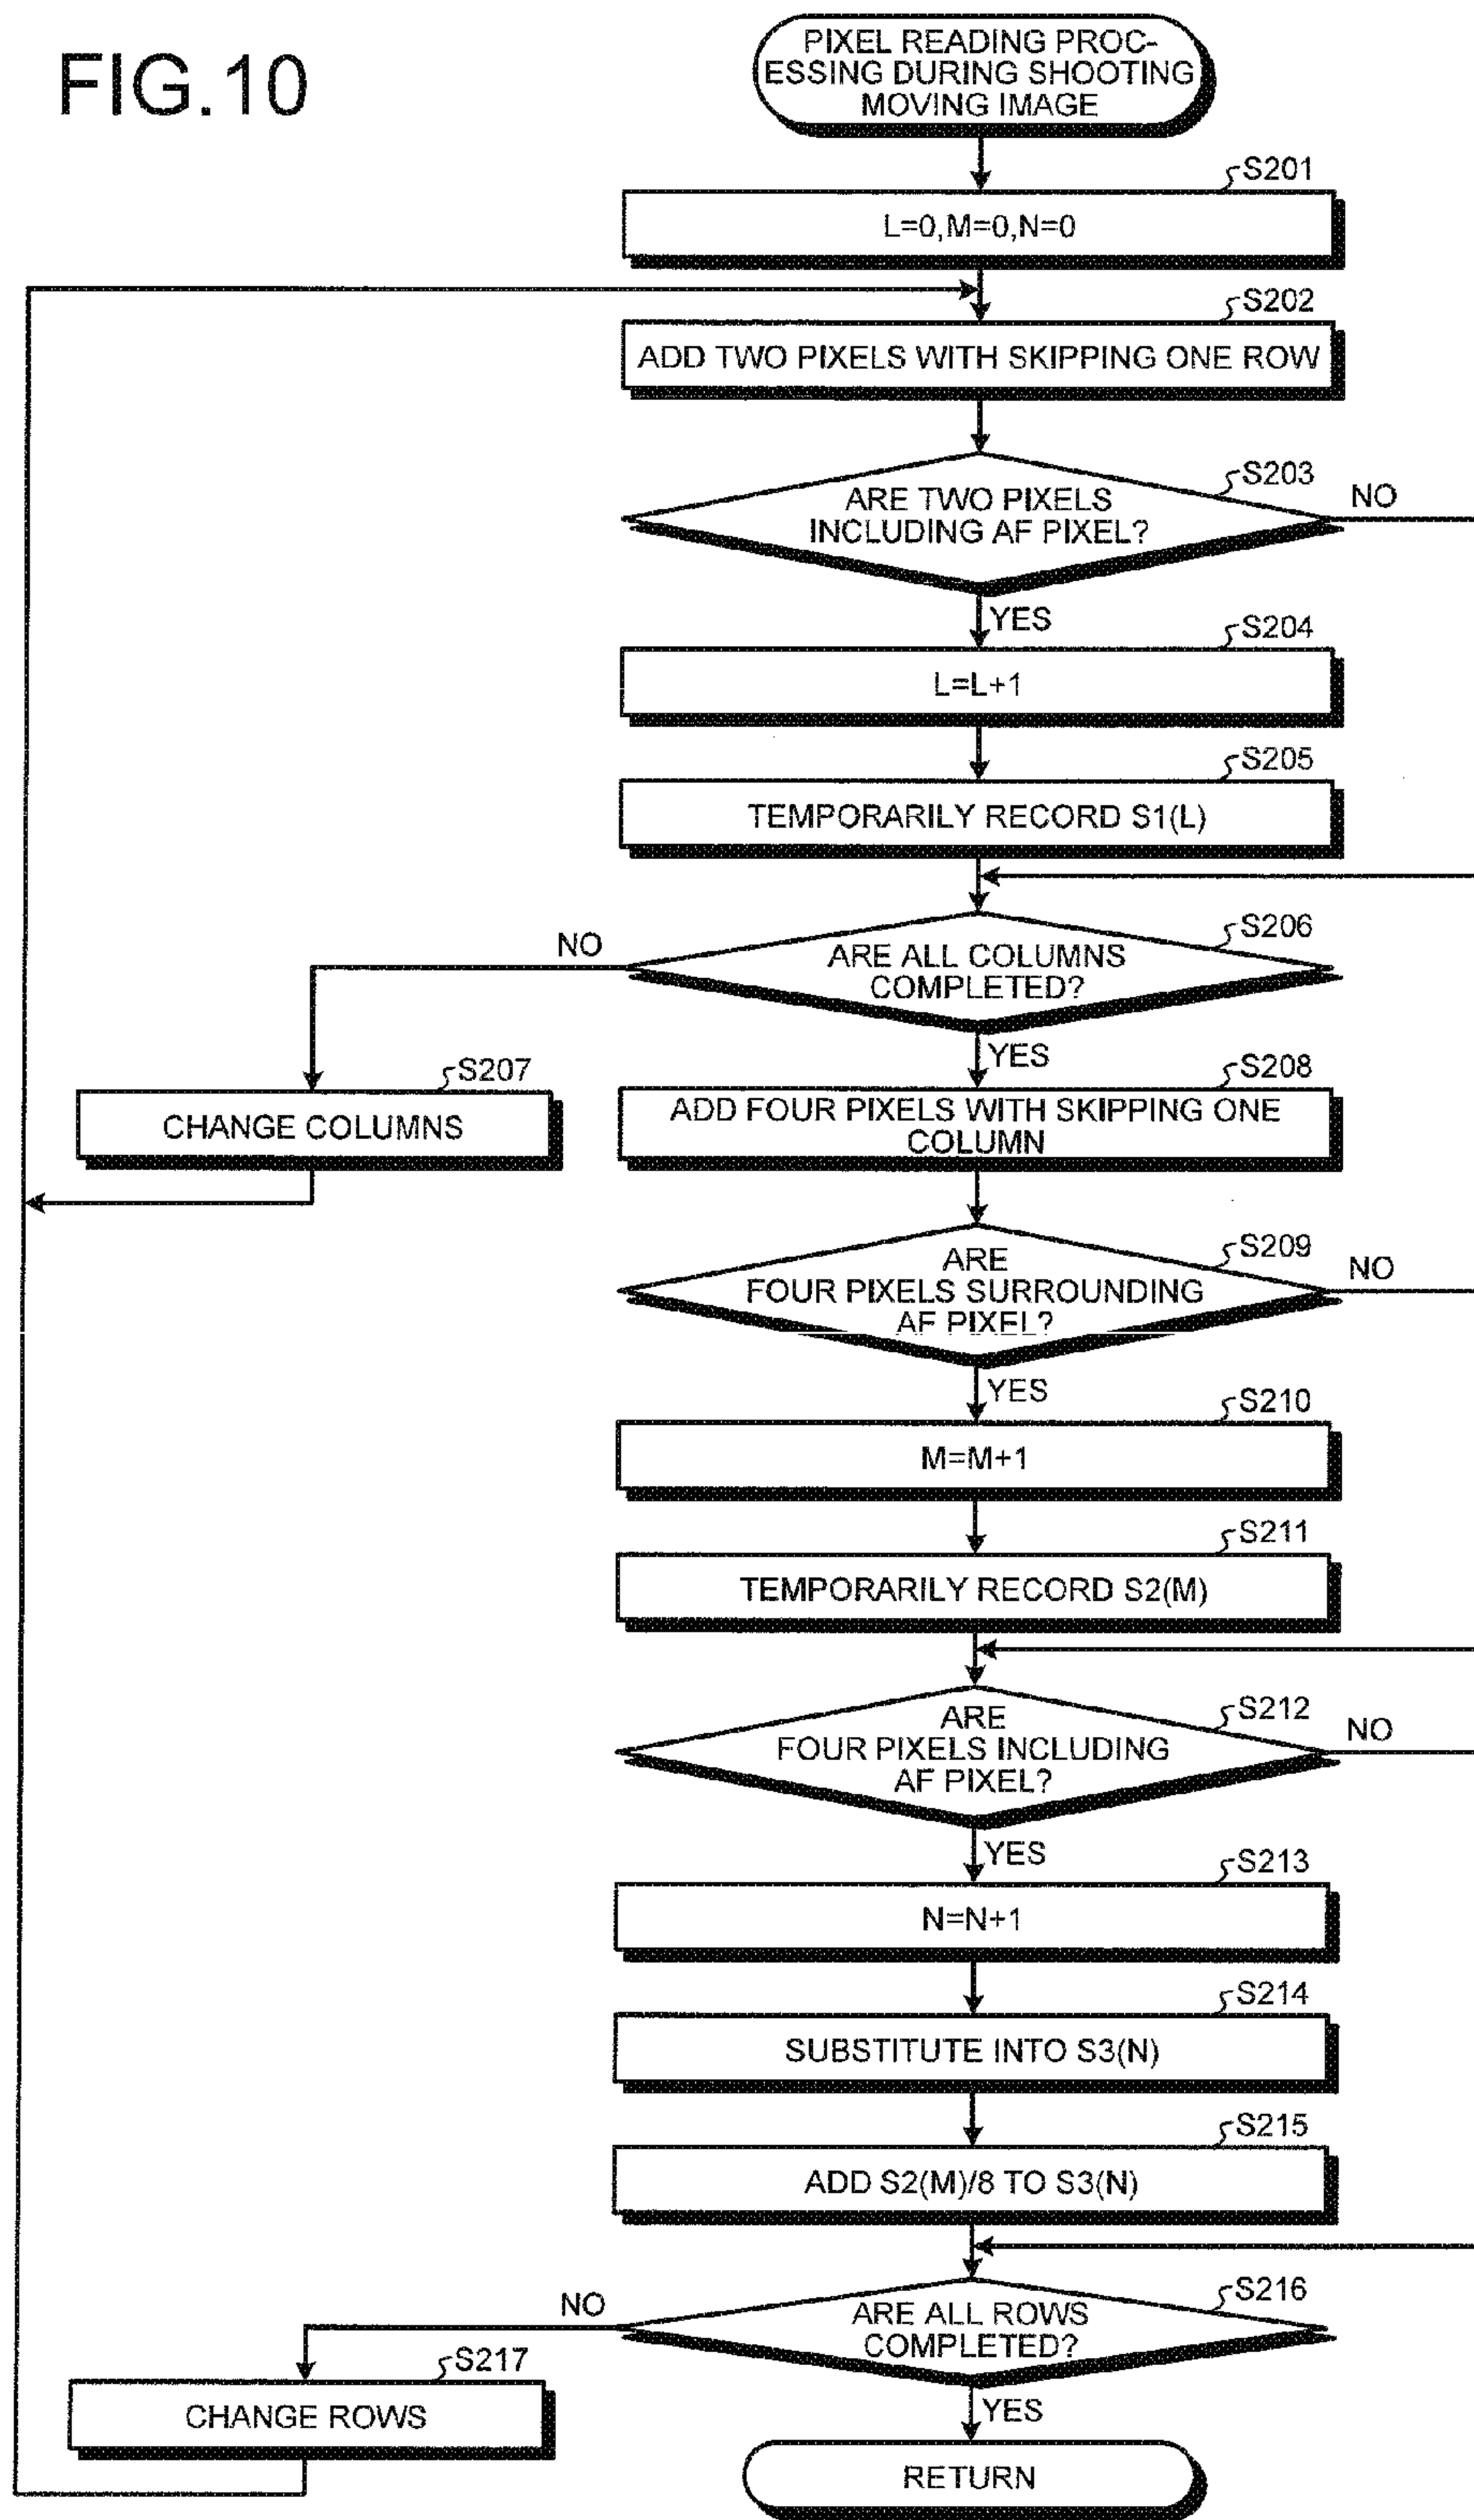 FIG.10
PIXEL READING PROC-
ESSING DURING SHOOTING
MOVING IMAGE
S201
L=0,M=0,N=0
S202
ADD TWO PIXELS WITH SKIPPING ONE ROW
S203
ARE TWO PIXELS
INCLUDING AF PIXEL?
NO
YES
S204
L=L+1
S205
TEMPORARILY RECORD S1(L)
S206
ARE ALL COLUMNS
COMPLETED?
NO
YES
S207
CHANGE COLUMNS
S208
ADD FOUR PIXELS WITH SKIPPING ONE
COLUMN
S209
ARE
FOUR PIXELS SURROUNDING
AF PIXEL?
NO
YES
S210
M=M+1
S211
TEMPORARILY RECORD S2(M)
S212
ARE
FOUR PIXELS INCLUDING
AF PIXEL?
NO
YES
S213
N=N+1
S214
SUBSTITUTE INTO S3(N)
S215
ADD S2(M)/8 TO S3(N)
S216
ARE ALL ROWS
COMPLETED?
NO
YES
S217
CHANGE ROWS
RETURN